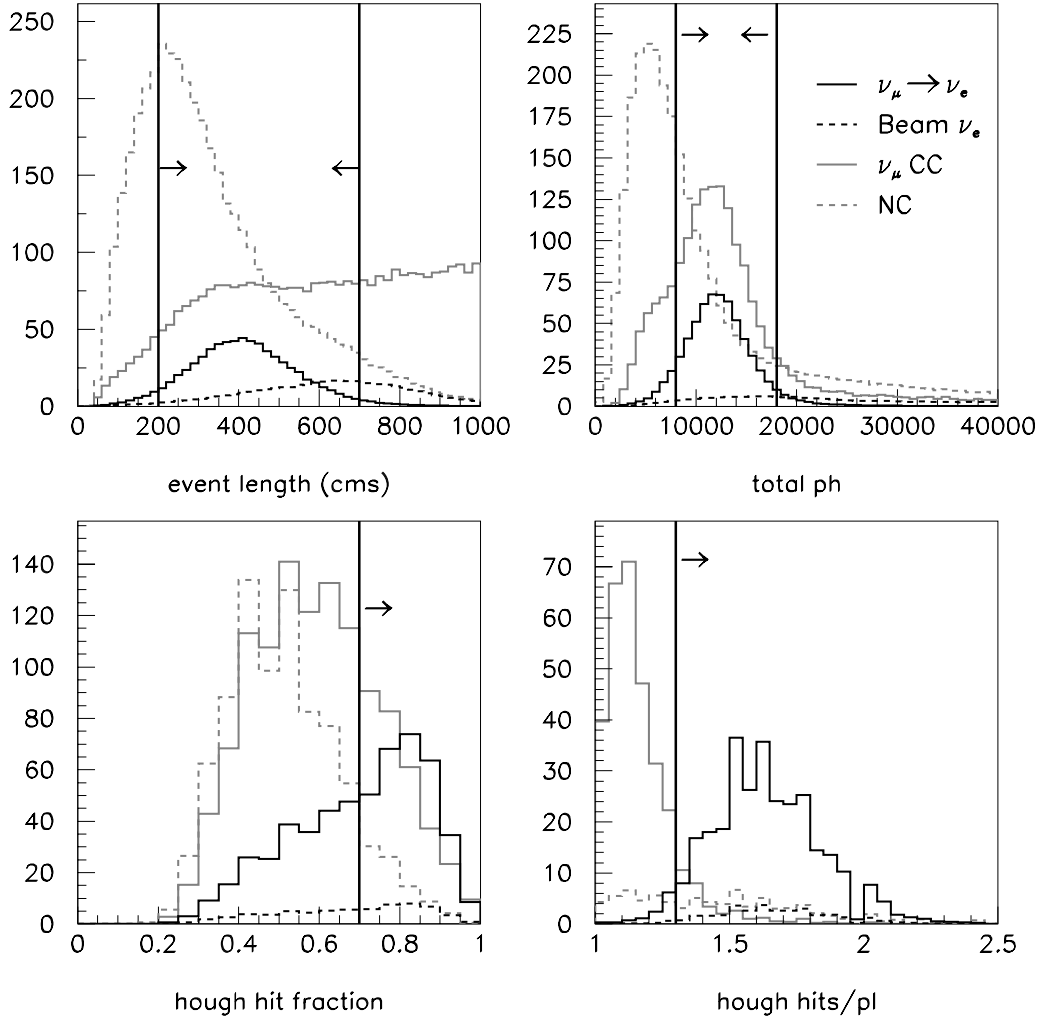 250
200
150
100
50
0
0 200 400 600 800 1000
event length (cms)
225
200
175
150
125
100
75
50
25
0
0 10000 20000 30000 40000
total ph
ν_μ → ν_e
Beam ν_e
ν_μ CC
NC
140
120
100
80
60
40
20
0
0 0.2 0.4 0.6 0.8 1
hough hit fraction
70
60
50
40
30
20
10
0
1 1.5 2 2.5
hough hits/pl